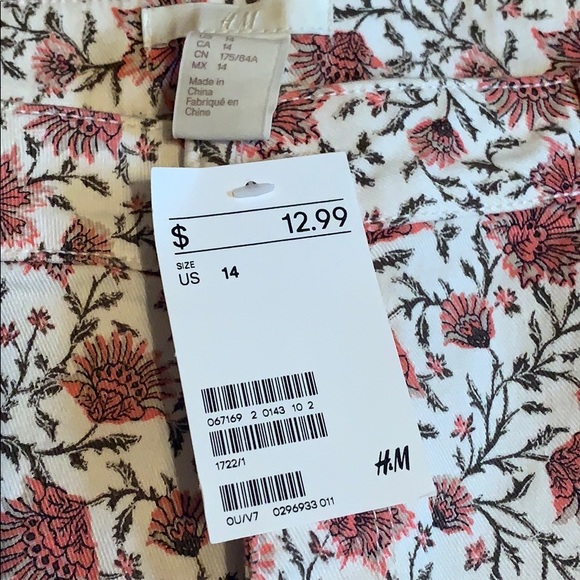 H&M
CA 14
CN 175/84A
MX 14
Made in
China
Fabriqué en
Chine
$ 12.99
SIZE
US 14
067169 2 0143 10 2
1722/1
H&M
OU/V7 0296933 011